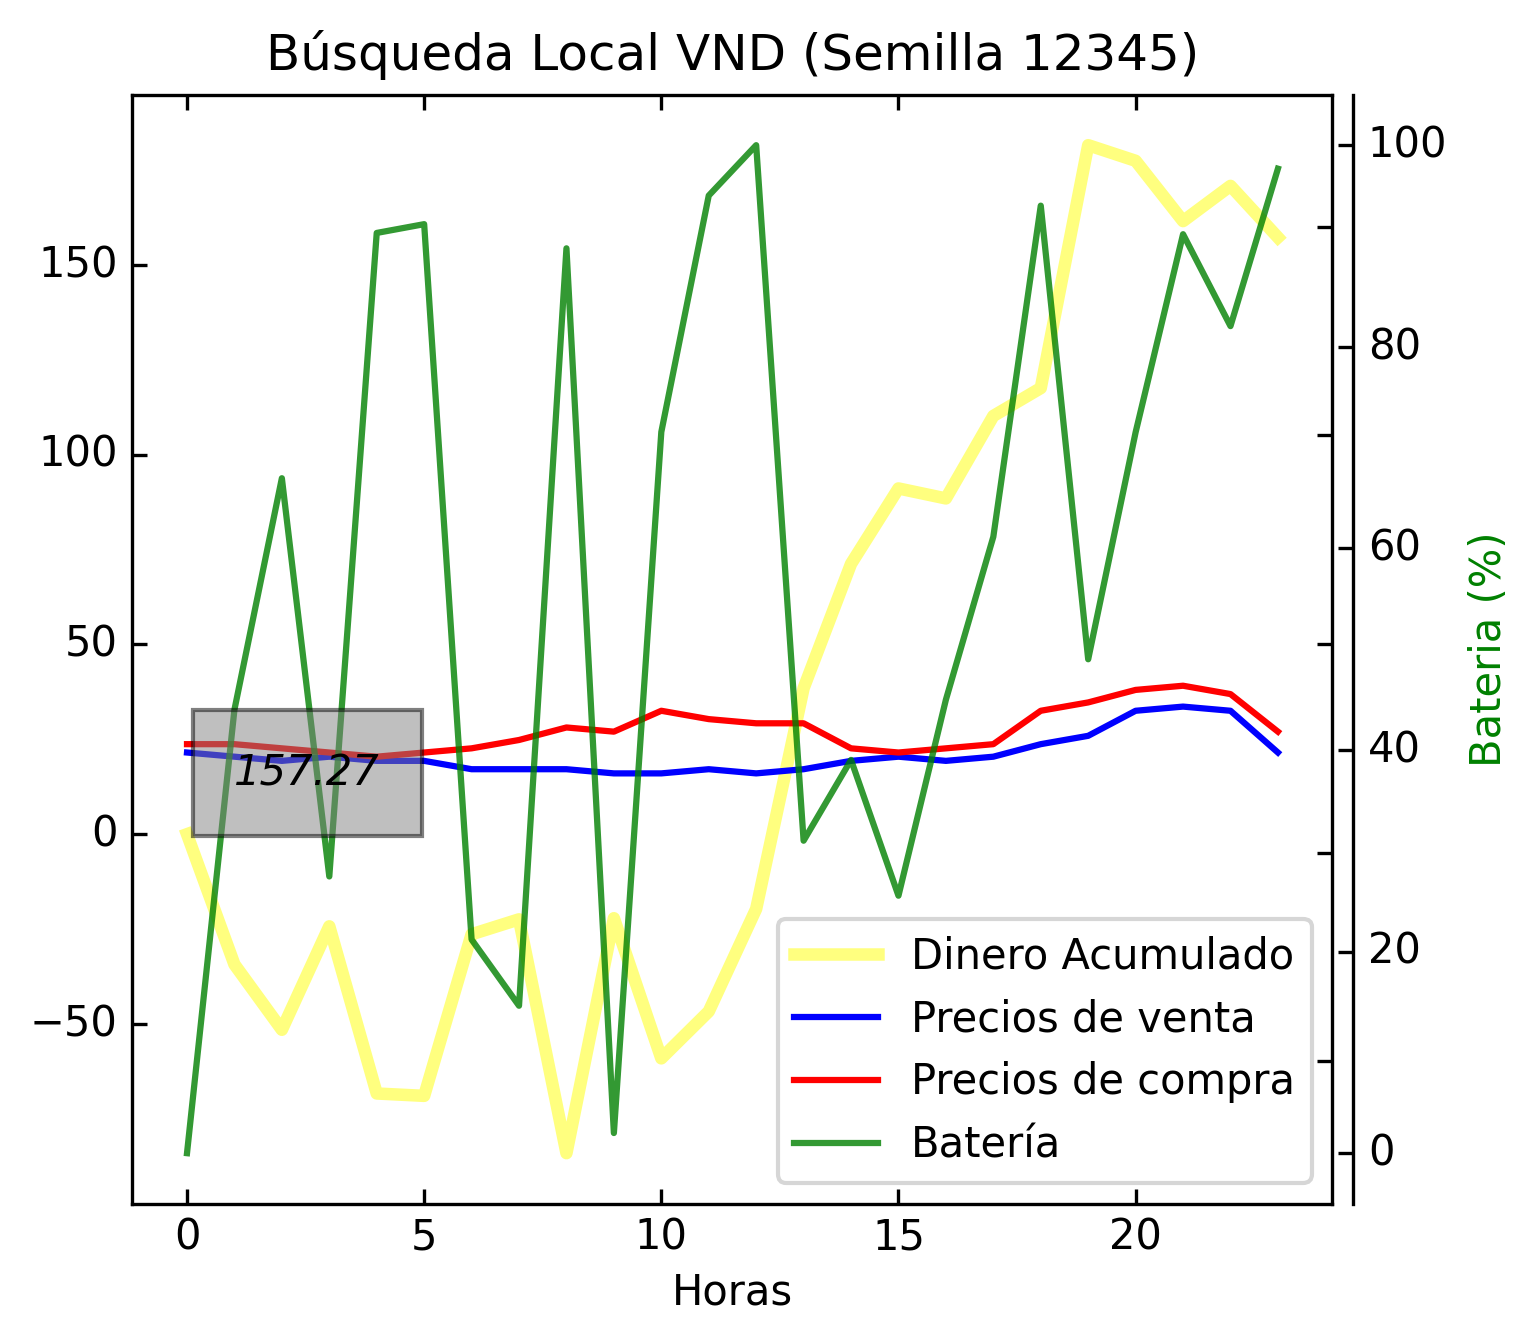 Búsqueda Local VND (Semilla 12345)
150
100
50
0
−50
100
80
60
40
20
0
Bateria (%)
157.27
Dinero Acumulado
Precios de venta
Precios de compra
Batería
0 5 10 15 20
Horas